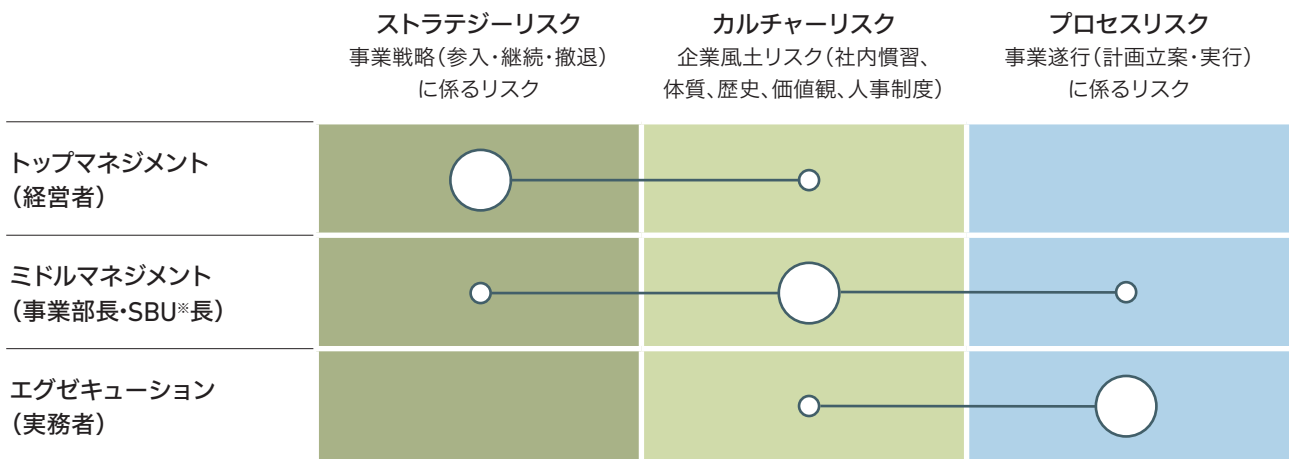 ストラテジーリスク
事業戦略（参入・継続・撤退）
に係るリスク
カルチャーリスク
企業風土リスク（社内慣習、
体質、歴史、価値観、人事制度）
プロセスリスク
事業遂行（計画立案・実行）
に係るリスク
トップマネジメント
（経営者）
ミドルマネジメント
（事業部長・SBU※長）
エグゼキューション
（実務者）